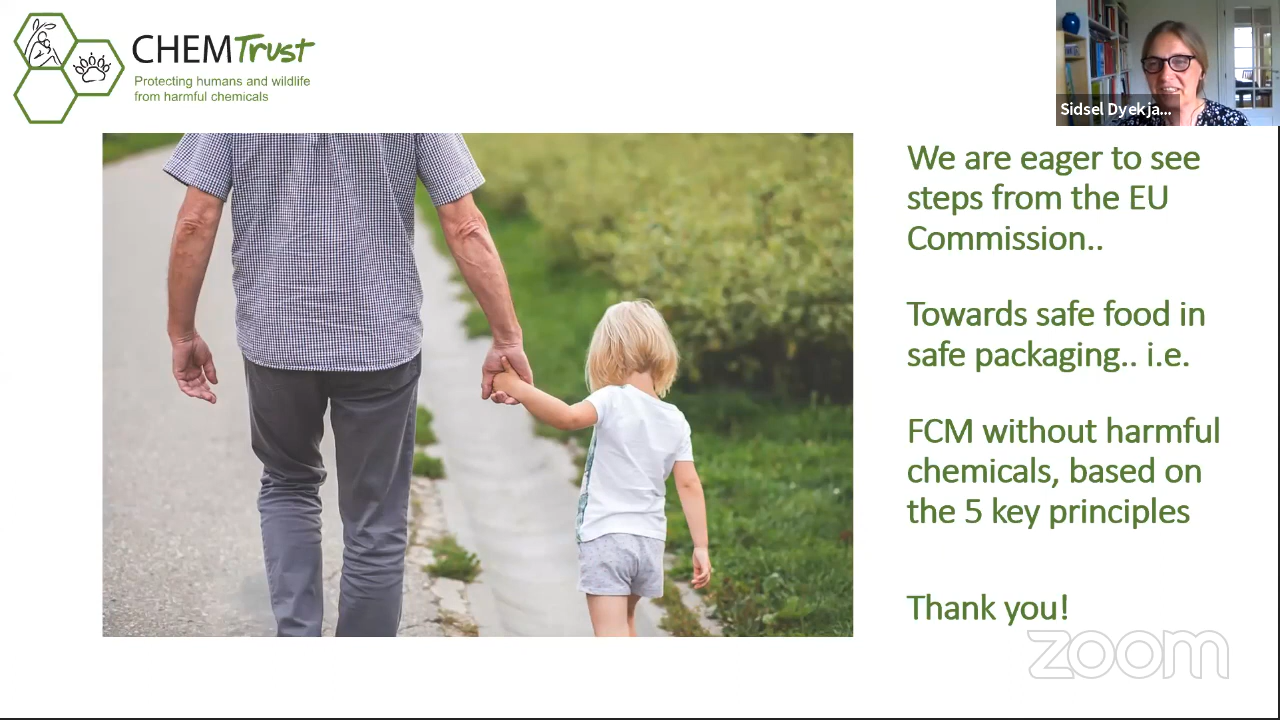 CHEMTrust
Protecting humans and wildlife
from harmful chemicals
Sidsel Dyekja...
We are eager to see
steps from the EU
Commission..
Towards safe food in
safe packaging.. i.e.
FCM without harmful
chemicals, based on
the 5 key principles
Thank you!
zoom